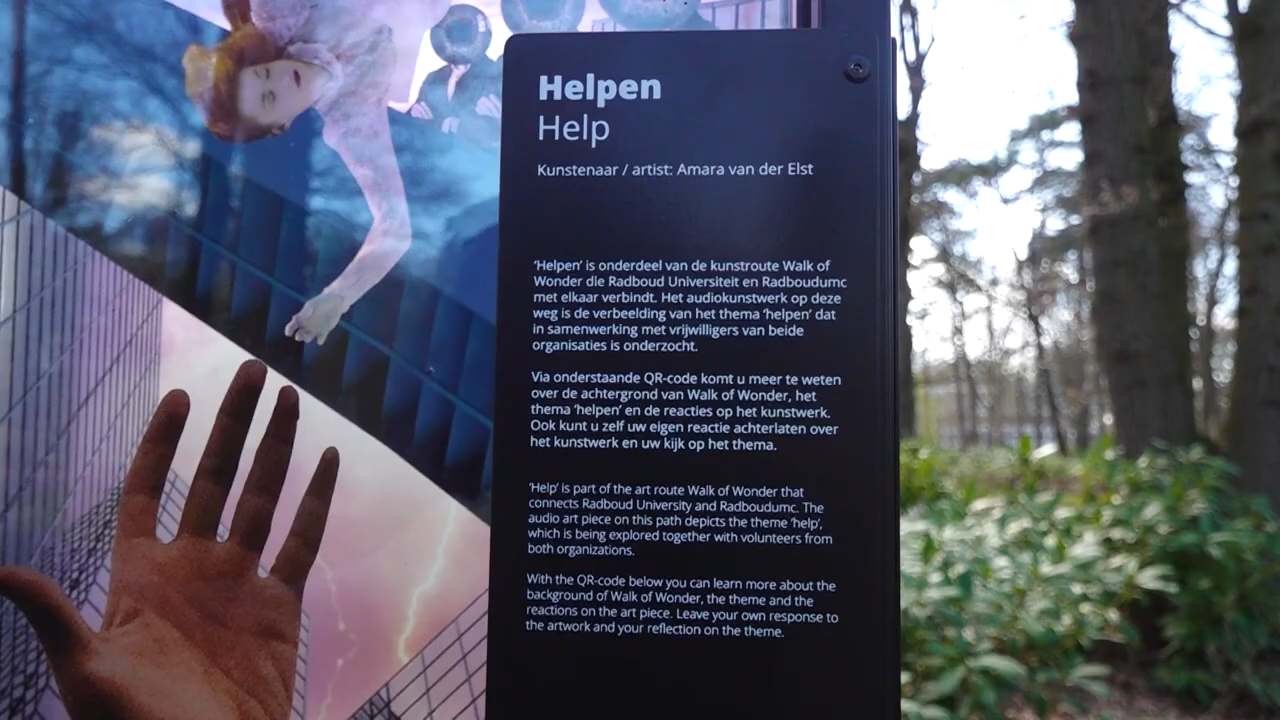 Helpen
Help
Kunstenaar / artist: Amara van der Elst
'Helpen' is onderdeel van de kunstroute Walk of
Wonder die Radboud Universiteit en Radboudumc
met elkaar verbindt. Het audiokunstwerk op deze
weg is de verbeelding van het thema 'helpen' dat
in samenwerking met vrijwilligers van beide
organisaties is onderzocht.
Via onderstaande QR-code komt u meer te weten
over de achtergrond van Walk of Wonder, het
thema 'helpen' en de reacties op het kunstwerk.
Ook kunt u zelf uw eigen reactie achterlaten over
het kunstwerk en uw kijk op het thema.
'Help' is part of the art route Walk of Wonder that
connects Radboud University and Radboudumc. The
audio art piece on this path depicts the theme 'help',
which is being explored together with volunteers from
both organizations.
With the QR-code below you can learn more about the
background of Walk of Wonder, the theme and the
reactions on the art piece. Leave your own response to
the artwork and your reflection on the theme.